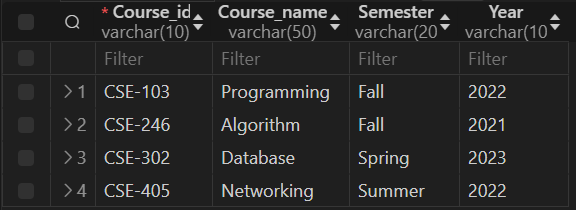 * Course_id Course_name Semester Year
varchar(10) varchar(50) varchar(20 varchar(10
Filter Filter Filter Filter
1 CSE-103 Programming Fall 2022
2 CSE-246 Algorithm Fall 2021
3 CSE-302 Database Spring 2023
4 CSE-405 Networking Summer 2022